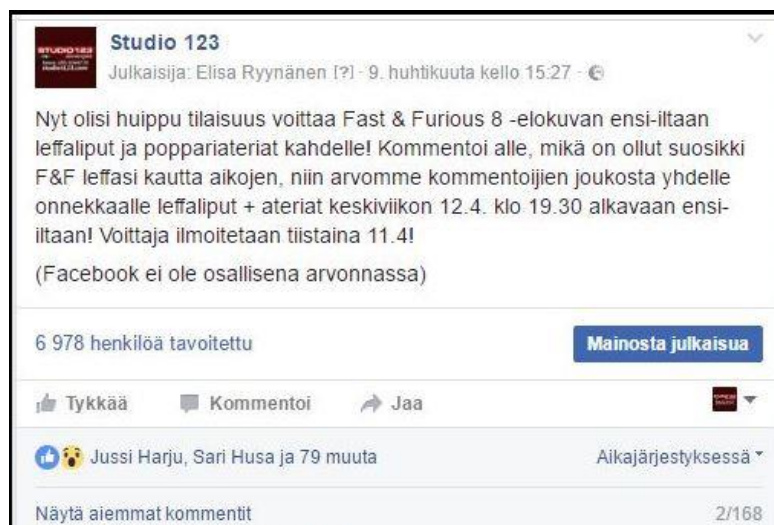 STUDIO123
Studio 123
Julkaisija: Elisa Ryynänen [?] · 9. huhtikuuta kello 15:27 ·
Nyt olisi huippu tilaisuus voittaa Fast & Furious 8 -elokuvan ensi-iltaan
leffaliput ja poppariateriat kahdelle! Kommentoi alle, mikä on ollut suosikki
F&F leffasi kautta aikojen, niin arvomme kommentoijien joukosta yhdelle
onnekkaalle leffaliput + ateriat keskiviikon 12.4. klo 19.30 alkavaan ensi-
iltaan! Voittaja ilmoitetaan tiistaina 11.4!
(Facebook ei ole osallisena arvonnassa)
6 978 henkilöä tavoitettu
Mainosta julkaisua
Tykkää Kommentoi Jaa
Jussi Harju, Sari Husa ja 79 muuta
Aikajärjestyksessä
Näytä aiemmat kommentit
2/168